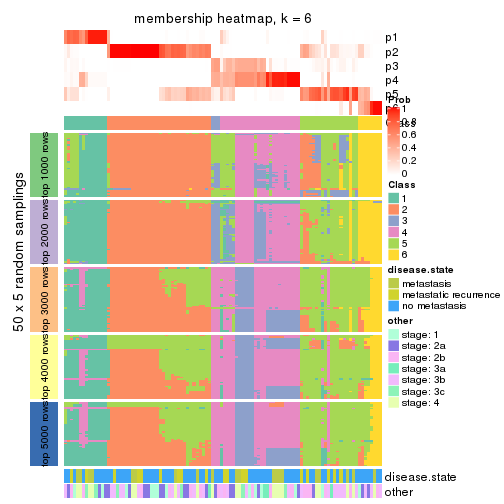 membership heatmap, k = 6
p1
p2
p3
p4
p5
p6
Class
Prob
1
0.8
0.6
0.4
0.2
0
Class
1
2
3
4
5
6
disease.state
metastasis
metastatic recurrence
no metastasis
other
stage: 1
stage: 2a
stage: 2b
stage: 3a
stage: 3b
stage: 3c
stage: 4
50 x 5 random samplings
top 1000 rows
top 2000 rows
top 3000 rows
top 4000 rows
top 5000 rows
disease.state
other